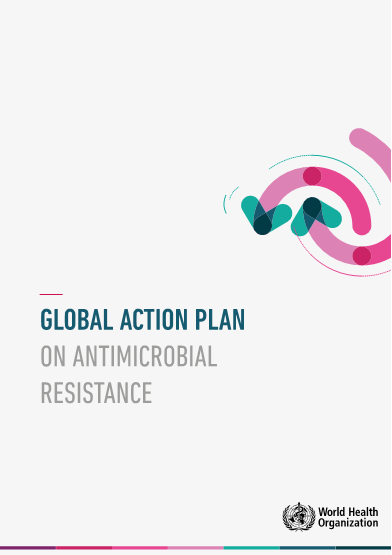 GLOBAL ACTION PLAN
ON ANTIMICROBIAL
RESISTANCE
World Health
Organization